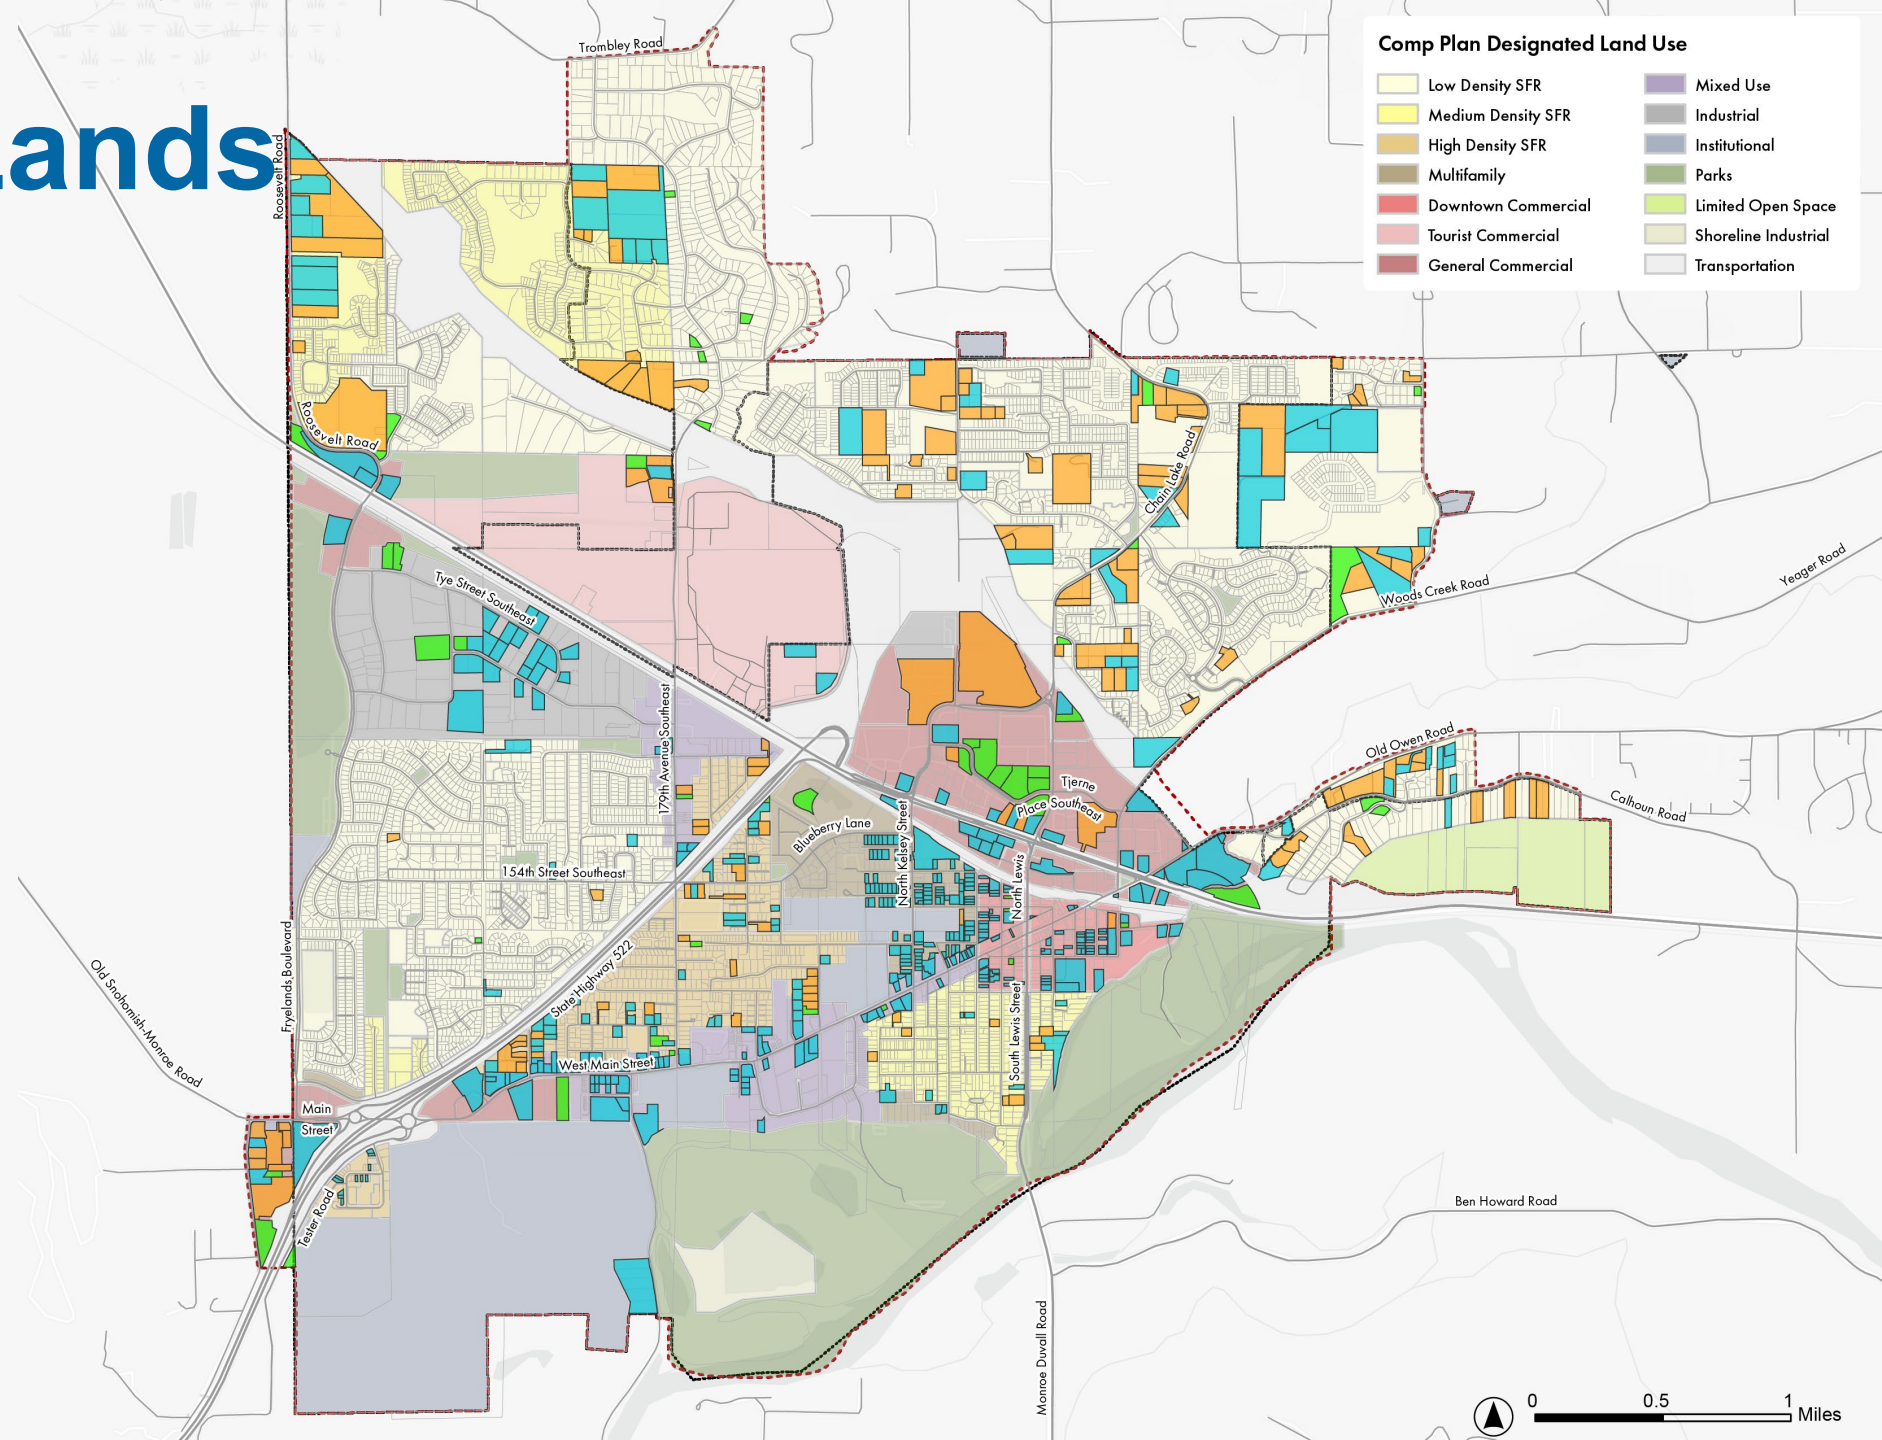 ands
Comp Plan Designated Land Use
Low Density SFR
Medium Density SFR
High Density SFR
Multifamily
Downtown Commercial
Tourist Commercial
General Commercial
Mixed Use
Industrial
Institutional
Parks
Limited Open Space
Shoreline Industrial
Transportation
Trombley Road
Roosevelt Road
Roosevelt Road
Chain Lake Road
Tye Street Southeast
Woods Creek Road
Yeager Road
179th Avenue Southeast
Old Owen Road
Calhoun Road
Tjerne
Place Southeast
Blueberry Lane
North Kelsey Street
North Lewis
154th Street Southeast
State Highway 522
Fryelands Boulevard
Old Snohomish-Monroe Road
South Lewis Street
West Main Street
Main
Street
Tester Road
Ben Howard Road
Monroe Duvall Road
0 0.5 1
Miles